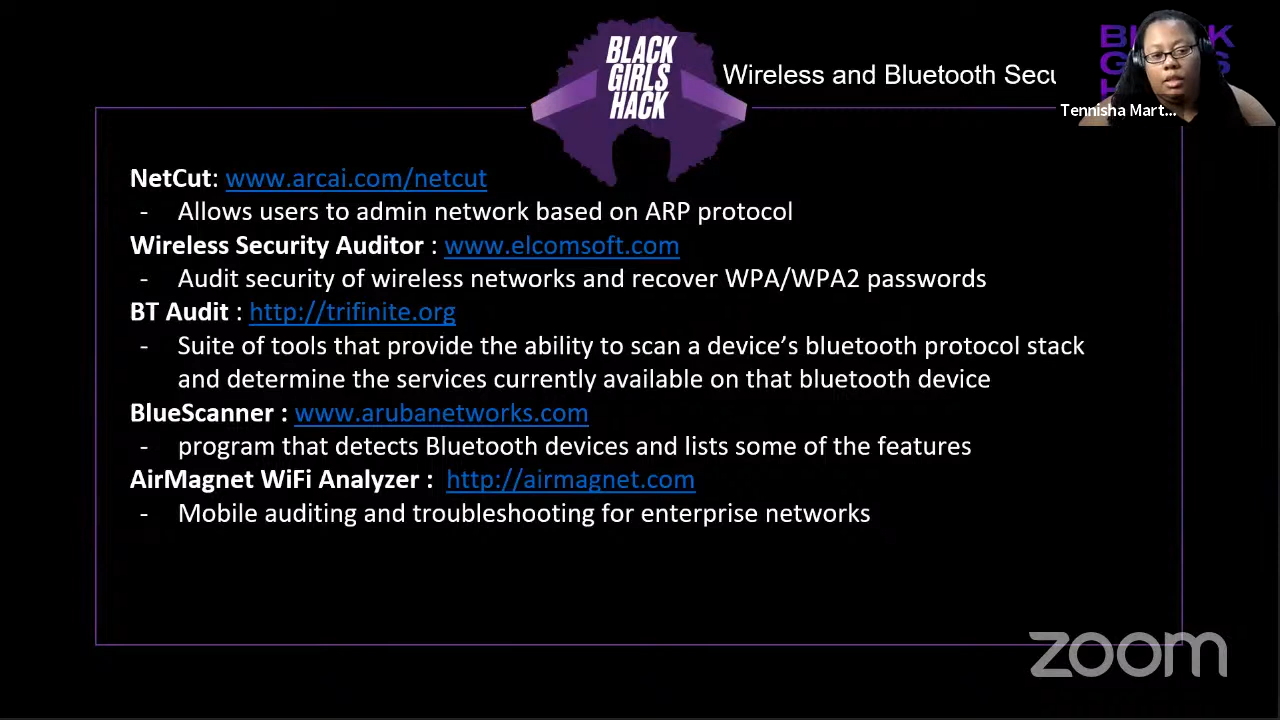 BLACK
GIRLS
HACK
Wireless and Bluetooth Secu
Tennisha Mart...
NetCut: www.arcai.com/netcut
- Allows users to admin network based on ARP protocol
Wireless Security Auditor : www.elcomsoft.com
- Audit security of wireless networks and recover WPA/WPA2 passwords
BT Audit : http://trifinite.org
- Suite of tools that provide the ability to scan a device’s bluetooth protocol stack
and determine the services currently available on that bluetooth device
BlueScanner : www.arubanetworks.com
- program that detects Bluetooth devices and lists some of the features
AirMagnet WiFi Analyzer : http://airmagnet.com
- Mobile auditing and troubleshooting for enterprise networks
zoom